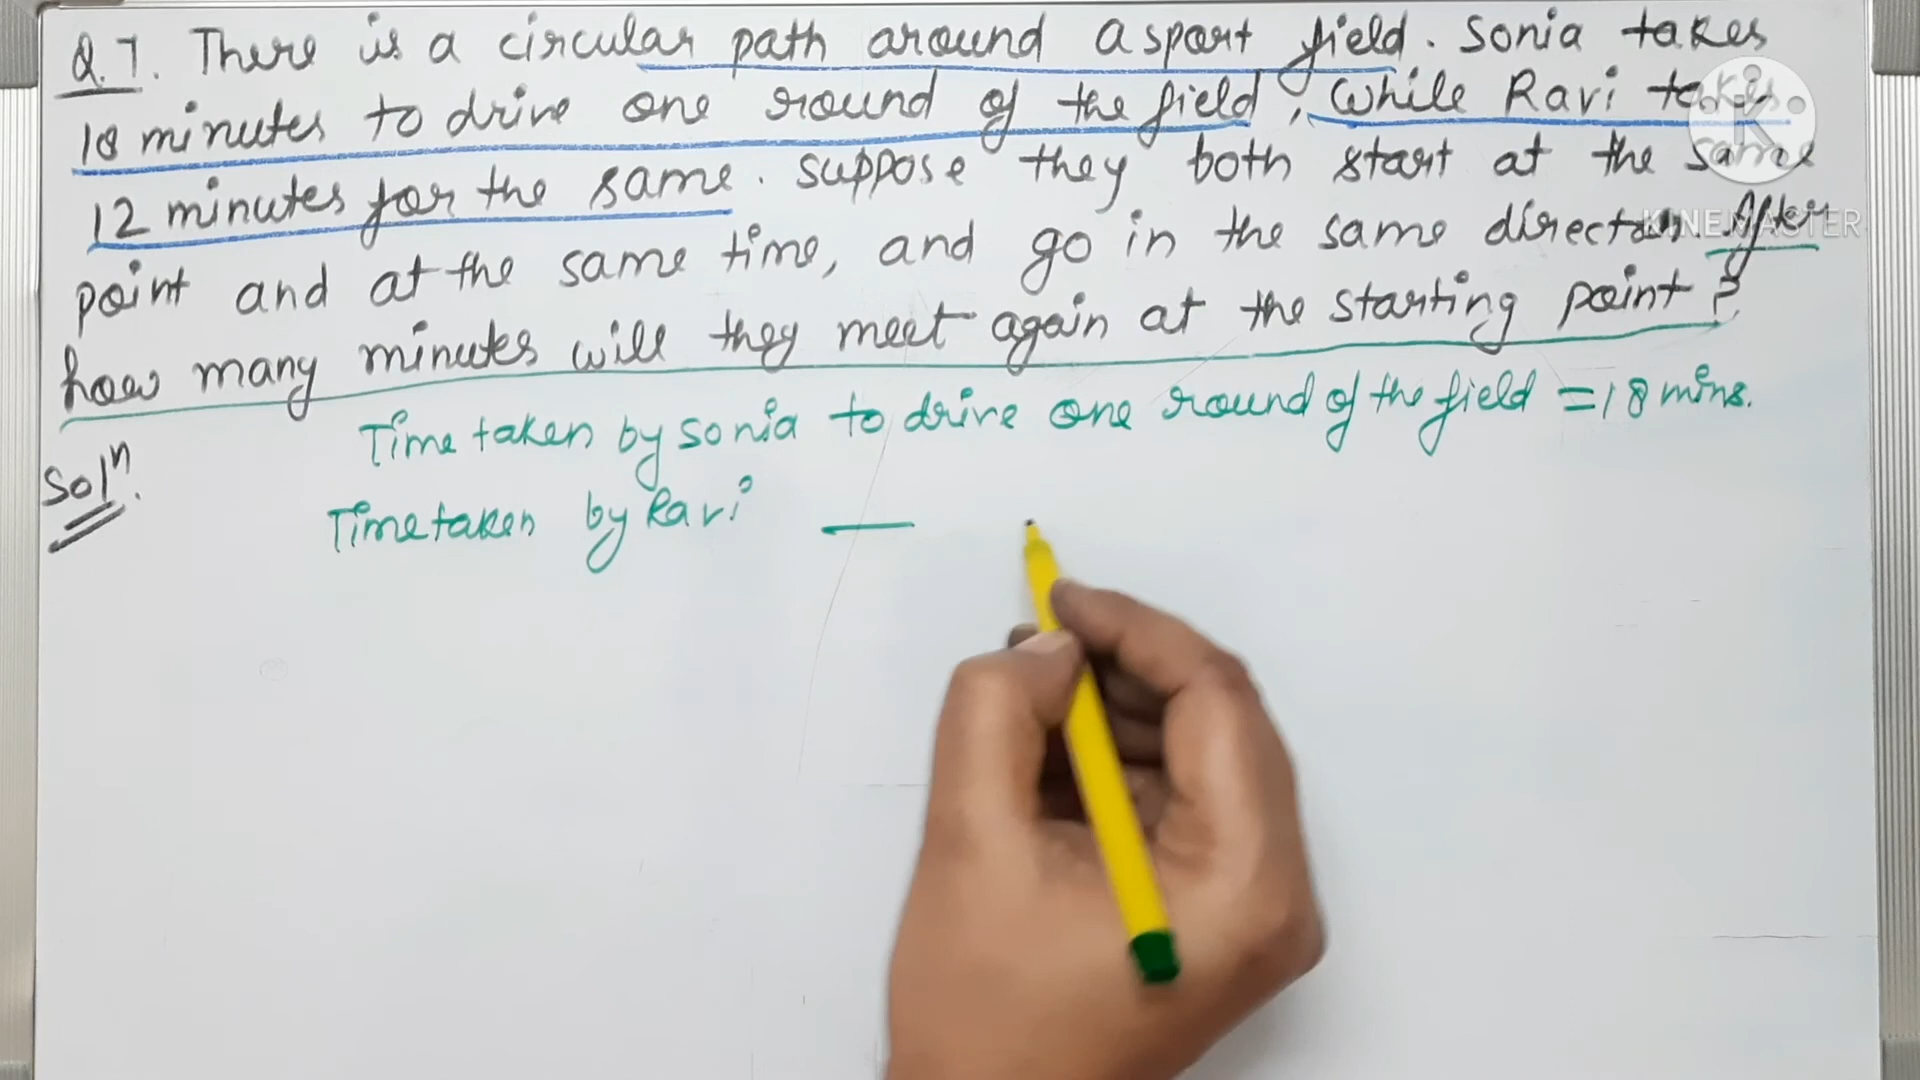 Q.7. There is a circular path around a sport field. Sonia takes
18 minutes to drive one round of the field, while Ravi takes
12 minutes for the same. suppose they both start at the same
point and at the same time, and go in the same direction. After
how many minutes will they meet again at the starting point?
Time taken by Sonia to drive one round of the field = 18 mins.
Soln.
Time taken by Ravi —
K
KINEMASTER